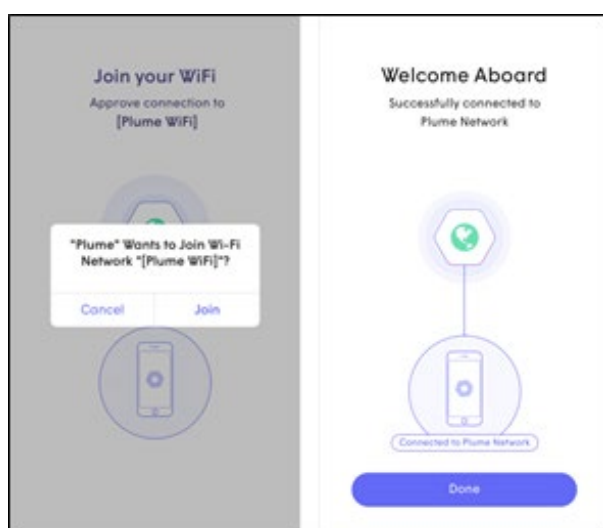 Join your WiFi
Approve connection to
[Plume WiFi]
"Plume" Wants to Join Wi-Fi
Network "[Plume WiFi]"?
Cancel
Join
Welcome Aboard
Successfully connected to
Plume Network
Connected to Plume Network
Done